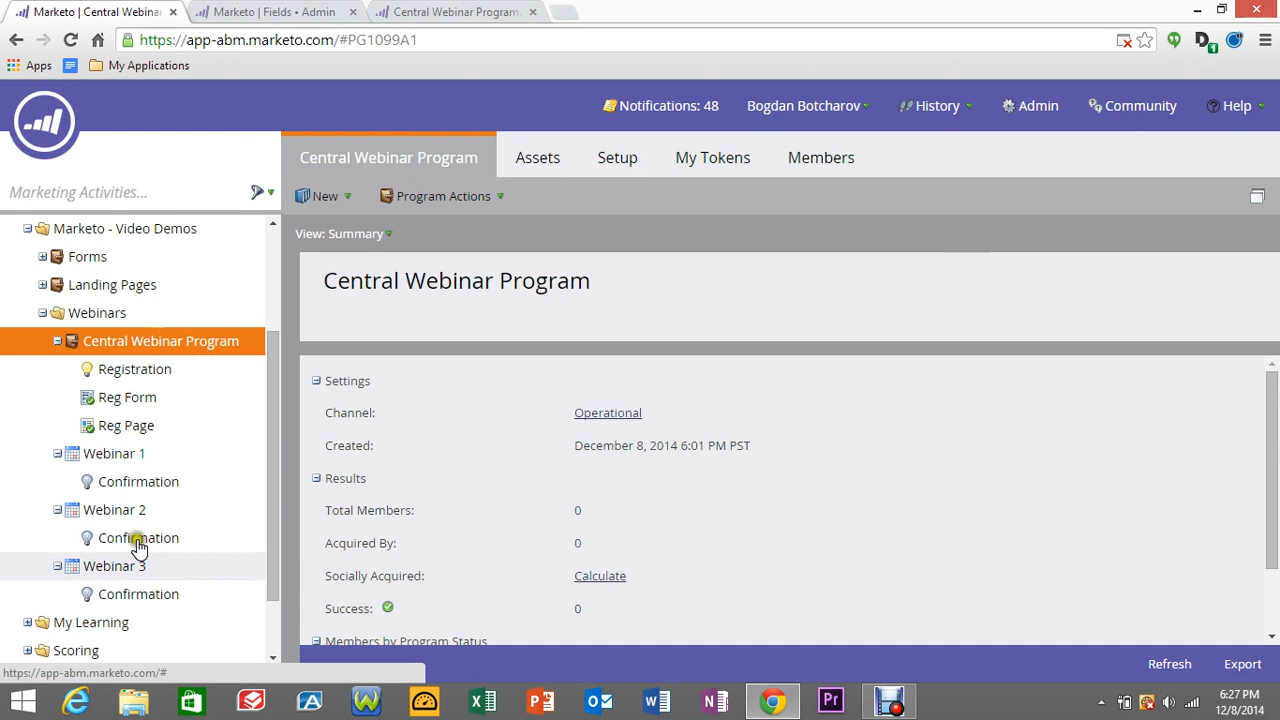 Marketo | Central Webinar
Marketo | Fields • Admin
Central Webinar Program.
https://app-abm.marketo.com/#PG1099A1
Apps
My Applications
Notifications: 48
Bogdan Botcharov
History
Admin
Community
Help
Marketing Activities...
Central Webinar Program
Assets
Setup
My Tokens
Members
New
Program Actions
View: Summary
Marketo - Video Demos
Forms
Landing Pages
Webinars
Central Webinar Program
Registration
Reg Form
Reg Page
Webinar 1
Confirmation
Webinar 2
Confirmation
Webinar 3
Confirmation
My Learning
Scoring
Central Webinar Program
Settings
Channel: Operational
Created: December 8, 2014 6:01 PM PST
Results
Total Members: 0
Acquired By: 0
Socially Acquired: Calculate
Success: 0
Members by Program Status
https://app-abm.marketo.com/#
Refresh
Export
6:27 PM
12/8/2014